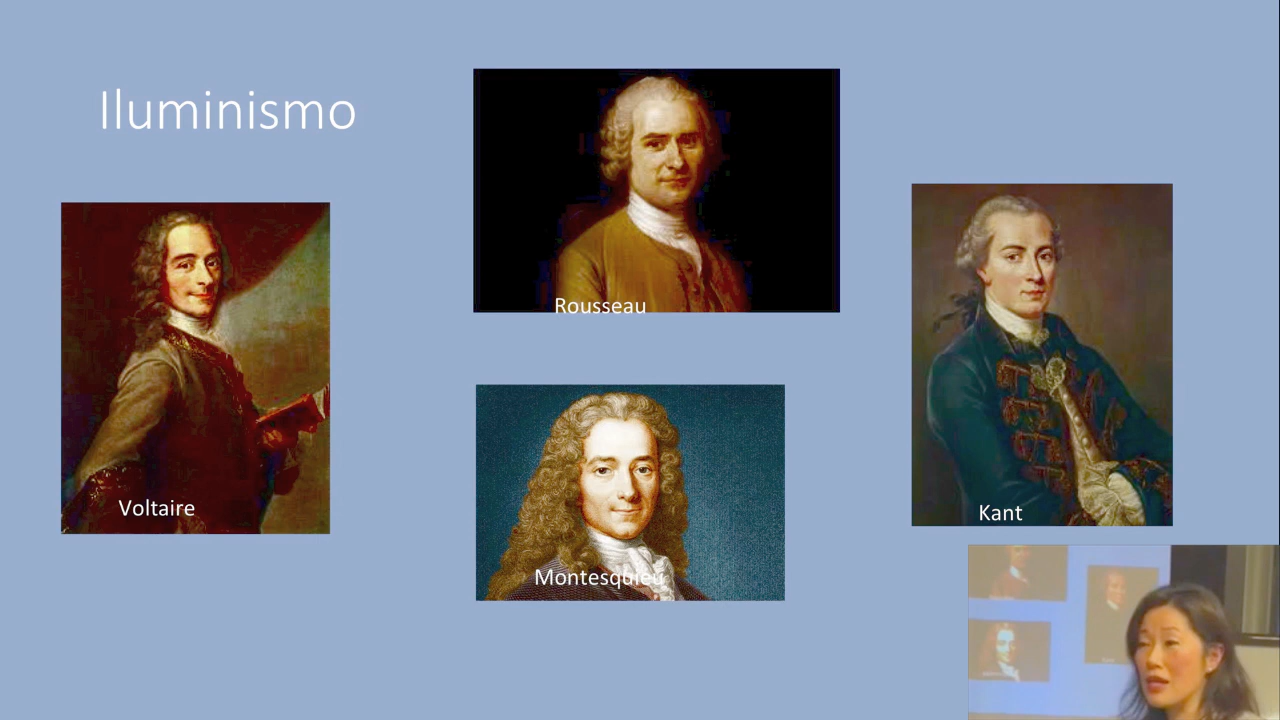 Iluminismo
Rousseau
Voltaire
Kant
Montesquieu